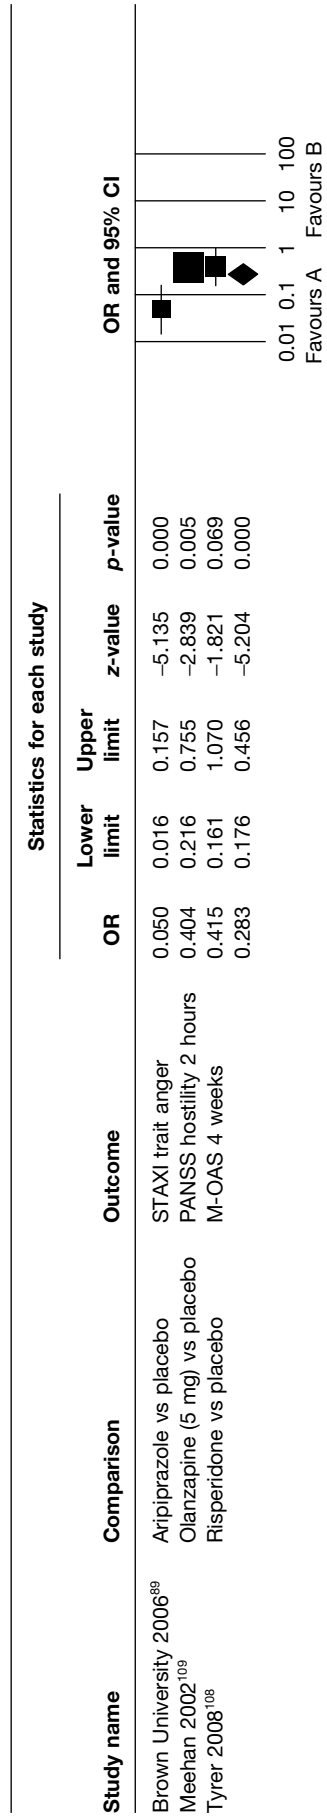 Statistics for each study
Study name Comparison Outcome OR Lower limit Upper limit z-value p-value OR and 95% CI
Brown University 2006⁸⁹ Aripiprazole vs placebo STAXI trait anger 0.050 0.016 0.157 –5.135 0.000
Meehan 2002¹⁰⁹ Olanzapine (5 mg) vs placebo PANSS hostility 2 hours 0.404 0.216 0.755 –2.839 0.005
Tyrer 2008¹⁰⁸ Risperidone vs placebo M-OAS 4 weeks 0.415 0.161 1.070 –1.821 0.069
0.283 0.176 0.456 –5.204 0.000
0.01 0.1 1 10 100
Favours A Favours B